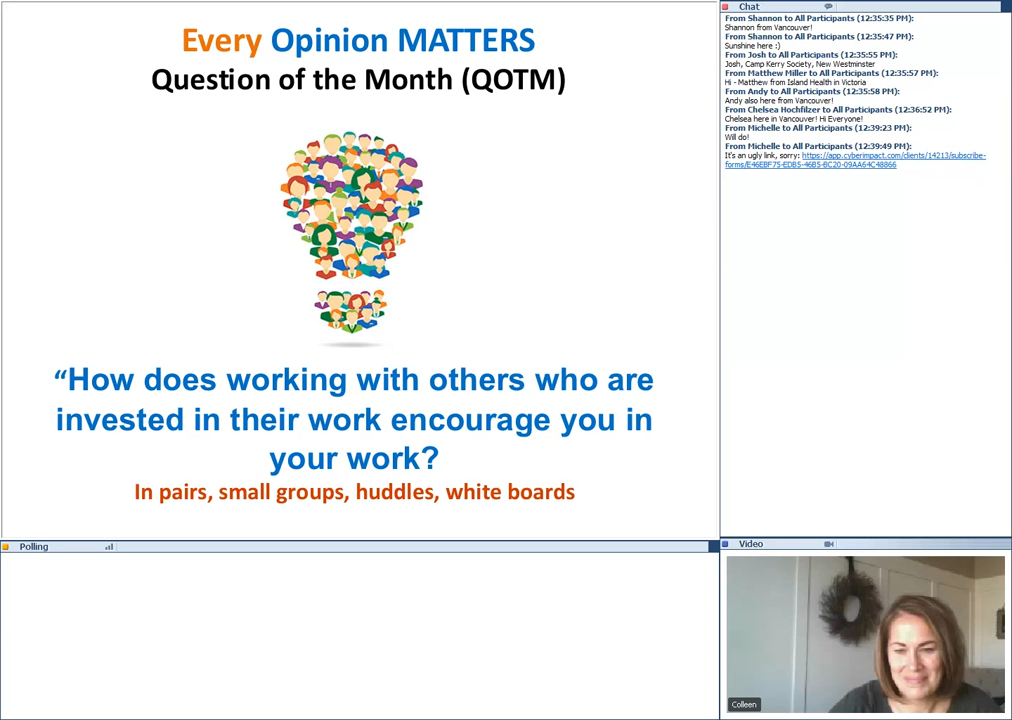 Every Opinion MATTERS
Question of the Month (QOTM)
“How does working with others who are
invested in their work encourage you in
your work?
In pairs, small groups, huddles, white boards
Chat
From Shannon to All Participants (12:35:35 PM):
Shannon from Vancouver!
From Shannon to All Participants (12:35:47 PM):
Sunshine here :)
From Josh to All Participants (12:35:55 PM):
Josh, Camp Kerry Society, New Westminster
From Matthew Miller to All Participants (12:35:57 PM):
Hi - Matthew from Island Health in Victoria
From Andy to All Participants (12:35:58 PM):
Andy also here from Vancouver!
From Chelsea Hochfilzer to All Participants (12:36:52 PM):
Chelsea here in Vancouver! Hi Everyone!
From Michelle to All Participants (12:39:23 PM):
Will do!
From Michelle to All Participants (12:39:49 PM):
It's an ugly link, sorry: https://app.cyberimpact.com/clients/14213/subscribe-
forms/E46EBF75-EDB5-46B5-BC20-09AA64C48866
Polling
Video
Colleen